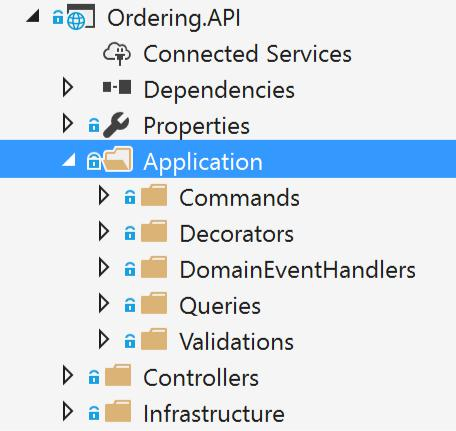 Ordering.API
Connected Services
Dependencies
Properties
Application
Commands
Decorators
DomainEventHandlers
Queries
Validations
Controllers
Infrastructure